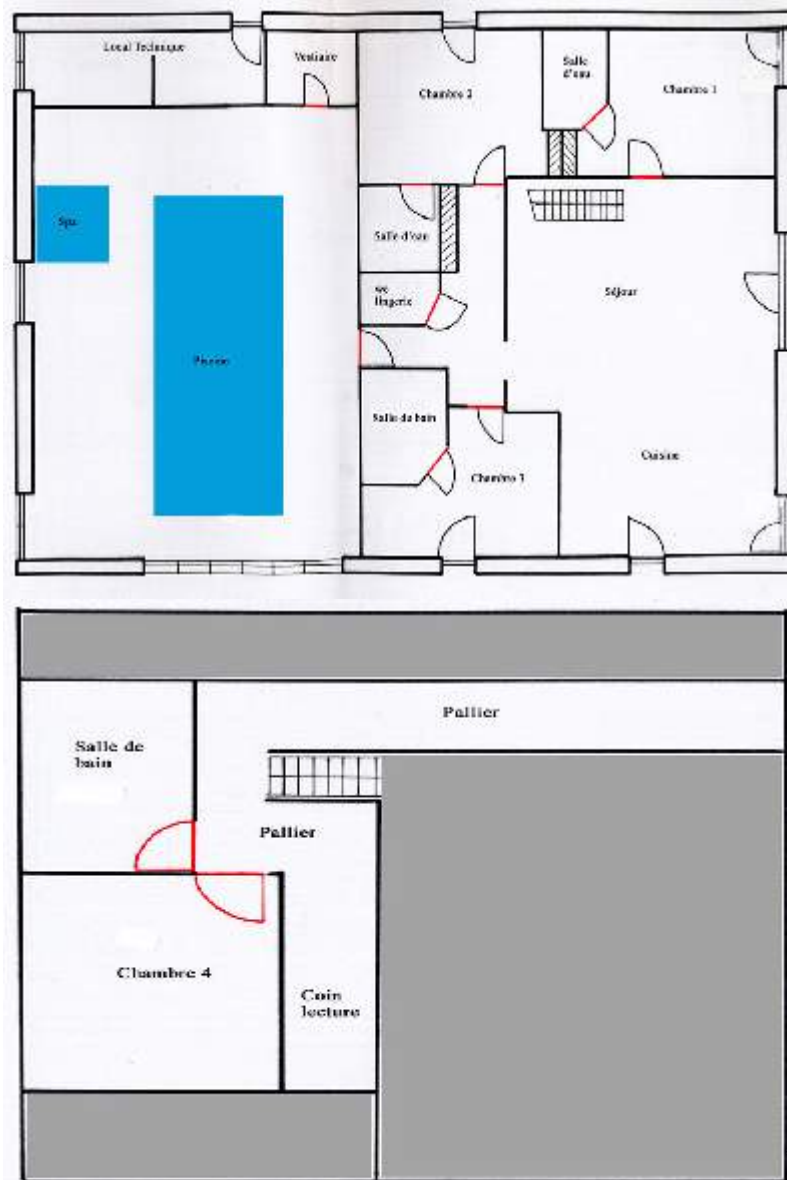 Local Technique
Vestiaire
Salle
d'eau
Chambre 2
Chambre 1
Spa
Salle d'eau
wc
lingerie
Séjour
Piscine
Salle de bain
Cuisine
Chambre 3
Pallier
Salle de
bain
Pallier
Chambre 4
Coin
lecture